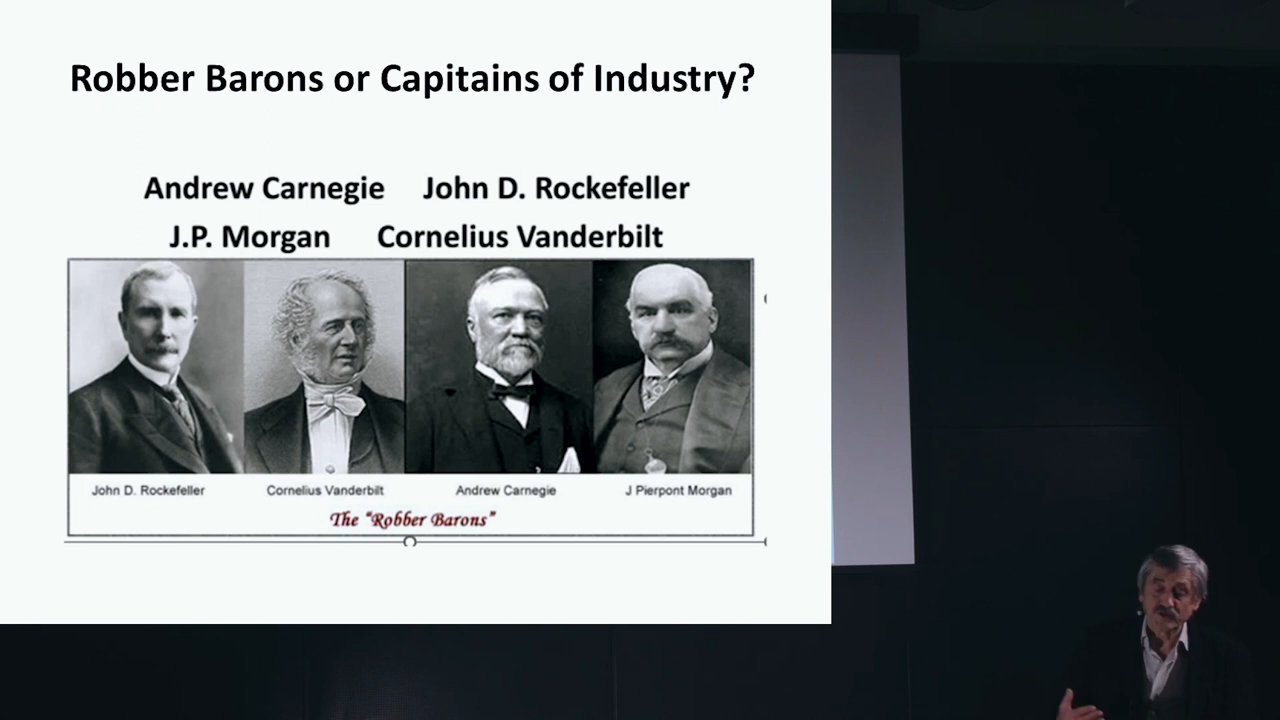 Robber Barons or Capitains of Industry?
Andrew Carnegie John D. Rockefeller
J.P. Morgan Cornelius Vanderbilt
John D. Rockefeller Cornelius Vanderbilt Andrew Carnegie J Pierpont Morgan
The "Robber Barons"